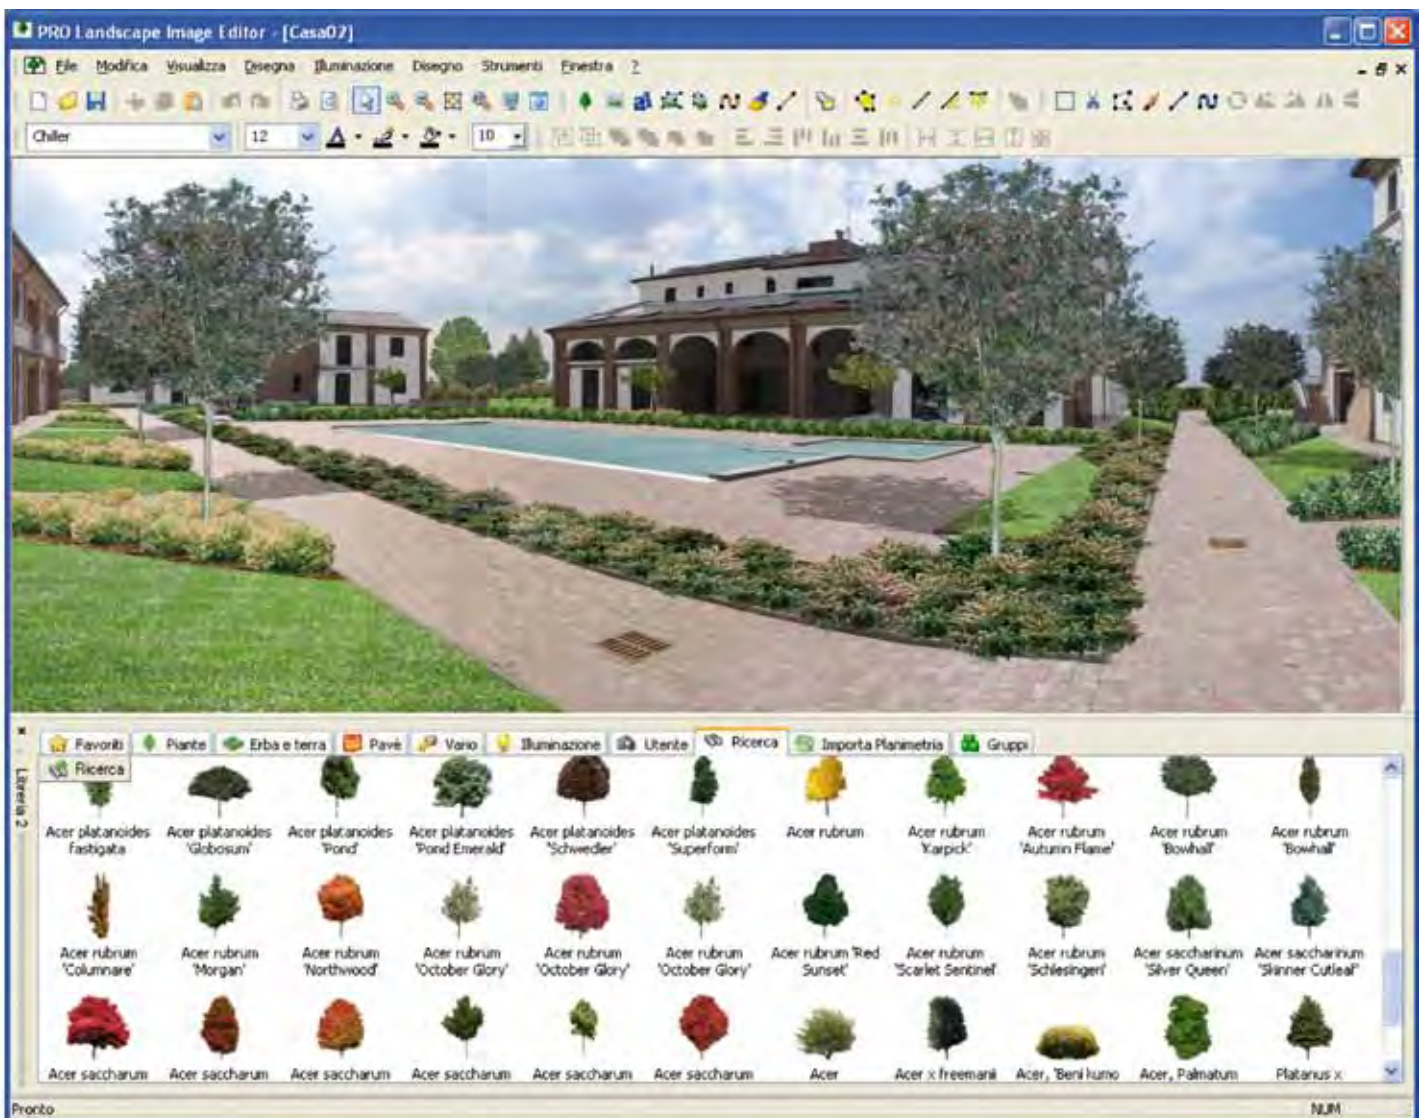 PRO Landscape Image Editor - [Casa02]
File Modifica Visualizza Disegna Illuminazione Disegno Strumenti Finestra ?
Chiller 12 10
Favoriti Piante Erba e terra Pavè Vario Illuminazione Utente Ricerca Importa Planimetria Gruppi
Ricerca
Libreria 2
Acer platanoides Acer platanoides Acer platanoides Acer platanoides Acer platanoides Acer platanoides Acer rubrum Acer rubrum Acer rubrum Acer rubrum Acer rubrum
fastigata 'Globosum' 'Pond' 'Pond Emerald' 'Schwedler' 'Superform' 'Karpick' 'Autumn Flame' 'Bowhall' 'Bowhall'
Acer rubrum Acer rubrum Acer rubrum Acer rubrum Acer rubrum Acer rubrum Acer rubrum 'Red Acer rubrum Acer rubrum Acer saccharinum Acer saccharinum
'Columnare' 'Morgan' 'Northwood' 'October Glory' 'October Glory' 'October Glory' Sunset' 'Scarlet Sentinel' 'Schlesingeri' 'Silver Queen' 'Skinner Cutleaf'
Acer saccharum Acer saccharum Acer saccharum Acer saccharum Acer saccharum Acer saccharum Acer Acer x freemanii Acer, 'Beni kumo Acer, Palmatum Platanus x
Pronto NUM